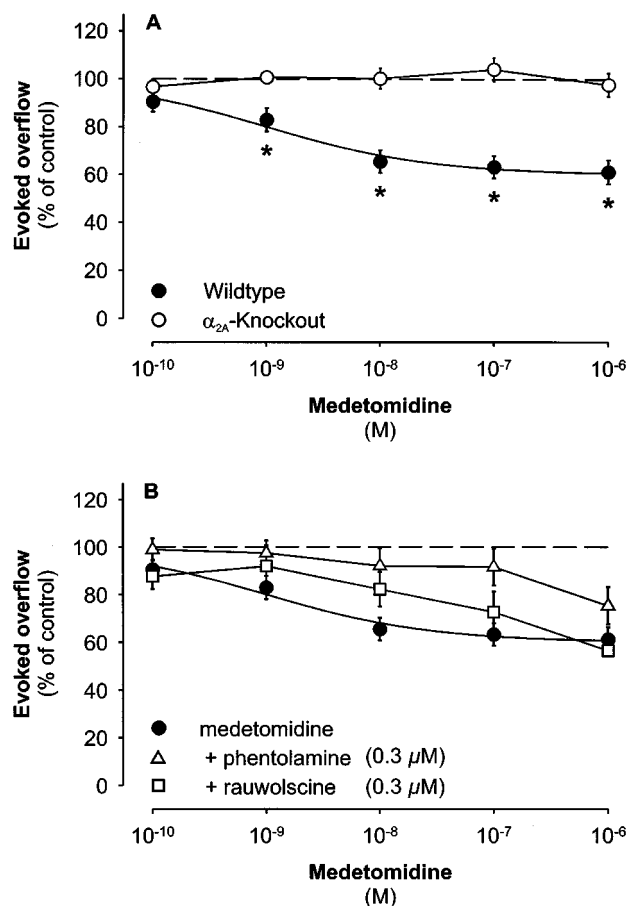 A
120
100
80
60
40
20
0
Evoked overflow
(% of control)
*
*
*
*
Wildtype
α2A-Knockout
10-10
10-9
10-8
10-7
10-6
Medetomidine
(M)
B
120
100
80
60
40
20
0
Evoked overflow
(% of control)
medetomidine
+ phentolamine (0.3 µM)
+ rauwolscine (0.3 µM)
10-10
10-9
10-8
10-7
10-6
Medetomidine
(M)